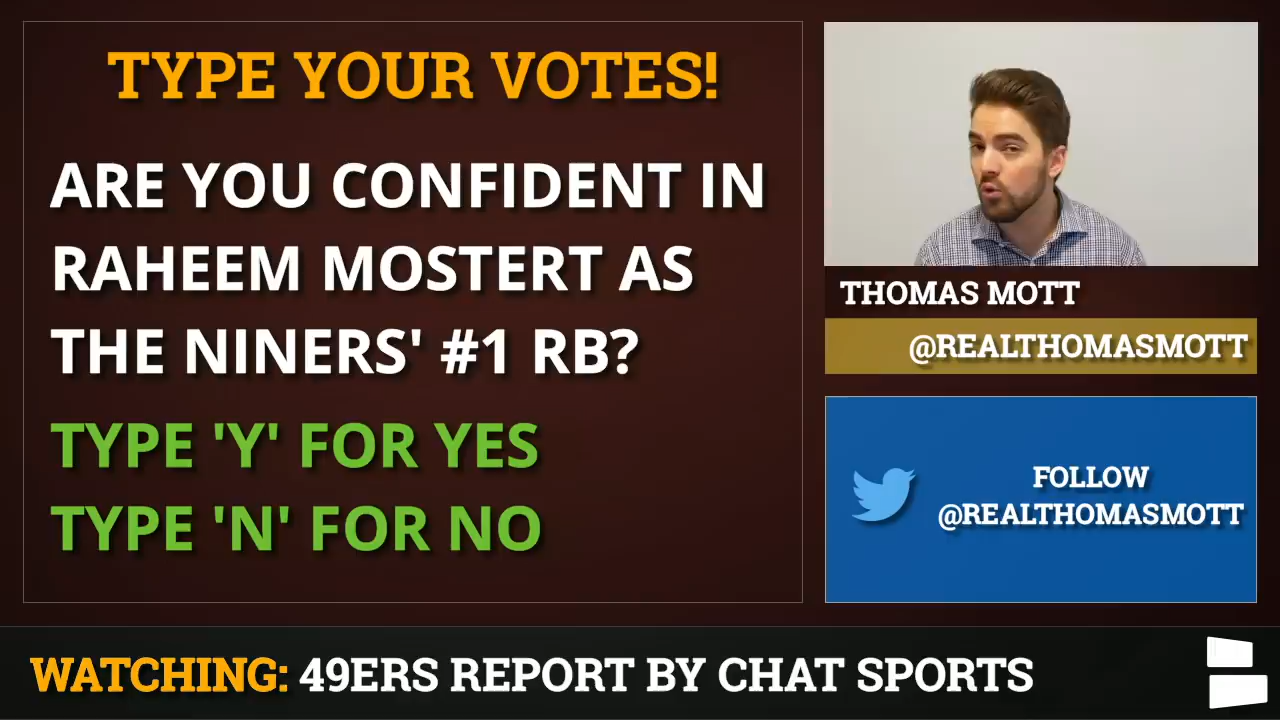 TYPE YOUR VOTES!
ARE YOU CONFIDENT IN
RAHEEM MOSTERT AS
THE NINERS' #1 RB?
TYPE 'Y' FOR YES
TYPE 'N' FOR NO
THOMAS MOTT
@REALTHOMASMOTT
FOLLOW
@REALTHOMASMOTT
WATCHING: 49ERS REPORT BY CHAT SPORTS